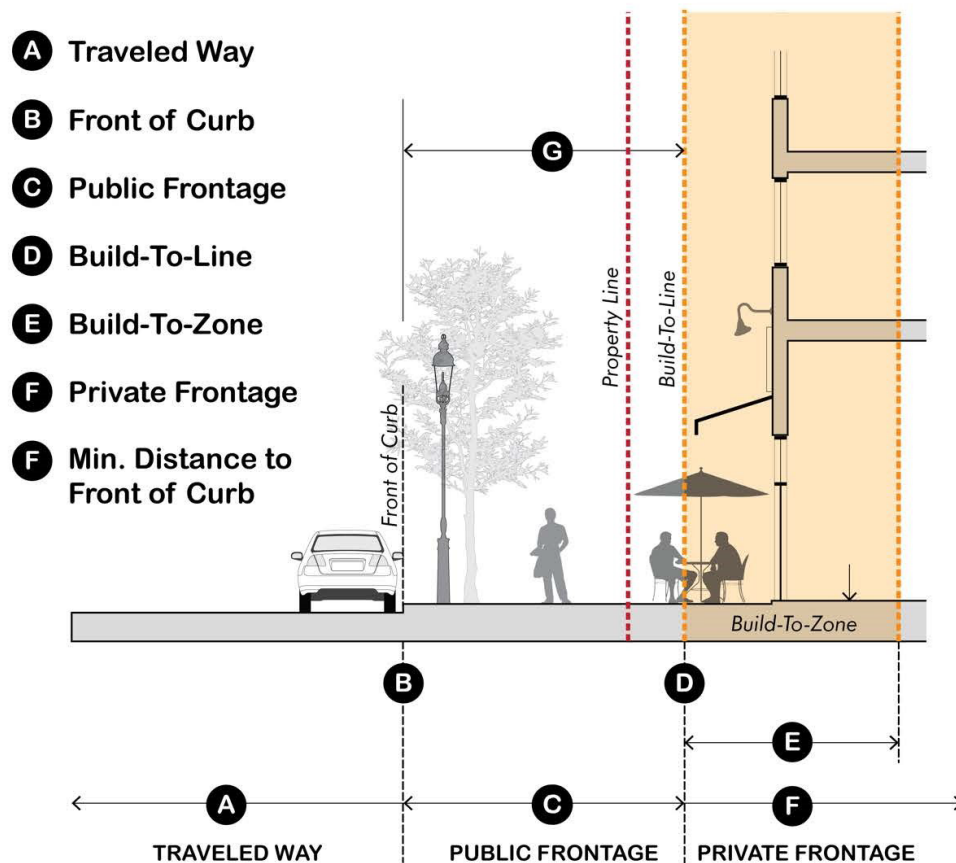 A Traveled Way
B Front of Curb
C Public Frontage
D Build-To-Line
E Build-To-Zone
F Private Frontage
F Min. Distance to
Front of Curb
G
Front of Curb
Property Line
Build-To-Line
Build-To-Zone
B
D
E
A
C
F
TRAVELED WAY
PUBLIC FRONTAGE
PRIVATE FRONTAGE